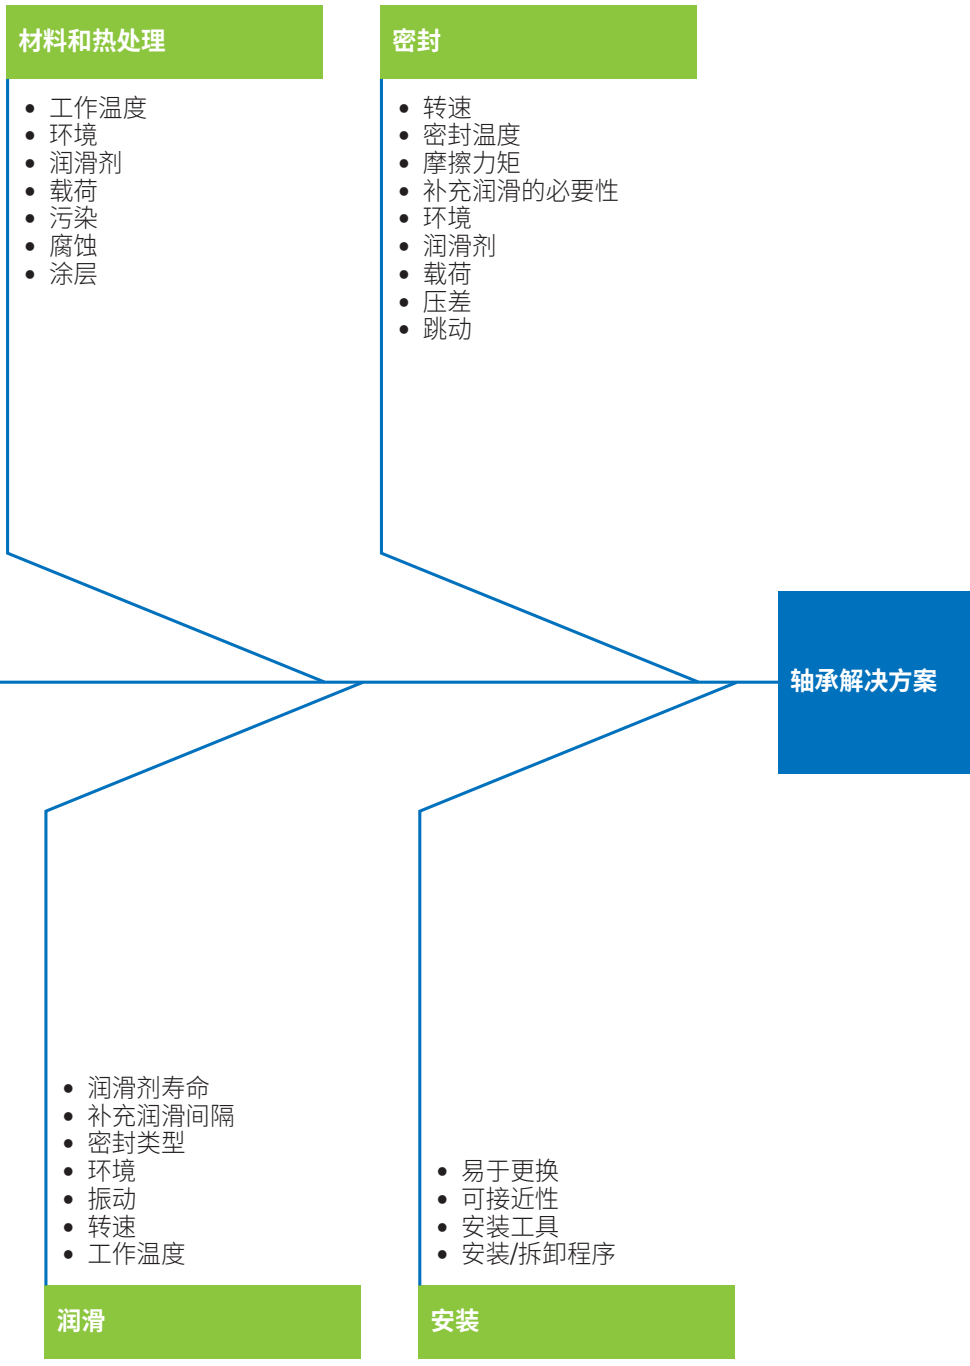 材料和热处理
工作温度
环境
润滑剂
载荷
污染
腐蚀
涂层
密封
转速
密封温度
摩擦力矩
补充润滑的必要性
环境
润滑剂
载荷
压差
跳动
轴承解决方案
润滑剂寿命
补充润滑间隔
密封类型
环境
振动
转速
工作温度
润滑
易于更换
可接近性
安装工具
安装/拆卸程序
安装